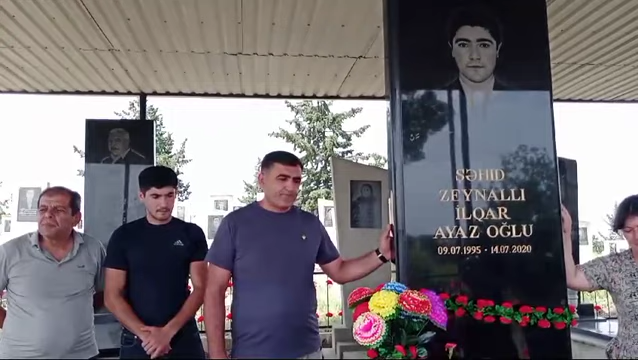 ŞƏHİD
ZEYNALLI
İLQAR
AYAZ OĞLU
09.07.1995 - 14.07.2020